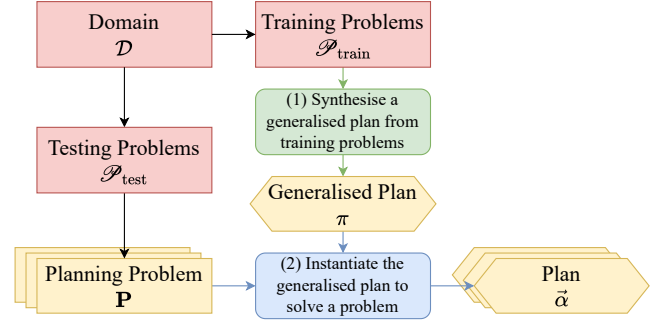 Domain
𝒟
Training Problems
𝒫train
(1) Synthesise a
generalised plan from
training problems
Testing Problems
𝒫test
Generalised Plan
π
Planning Problem
𝐏
(2) Instantiate the
generalised plan to
solve a problem
Plan
α⃗